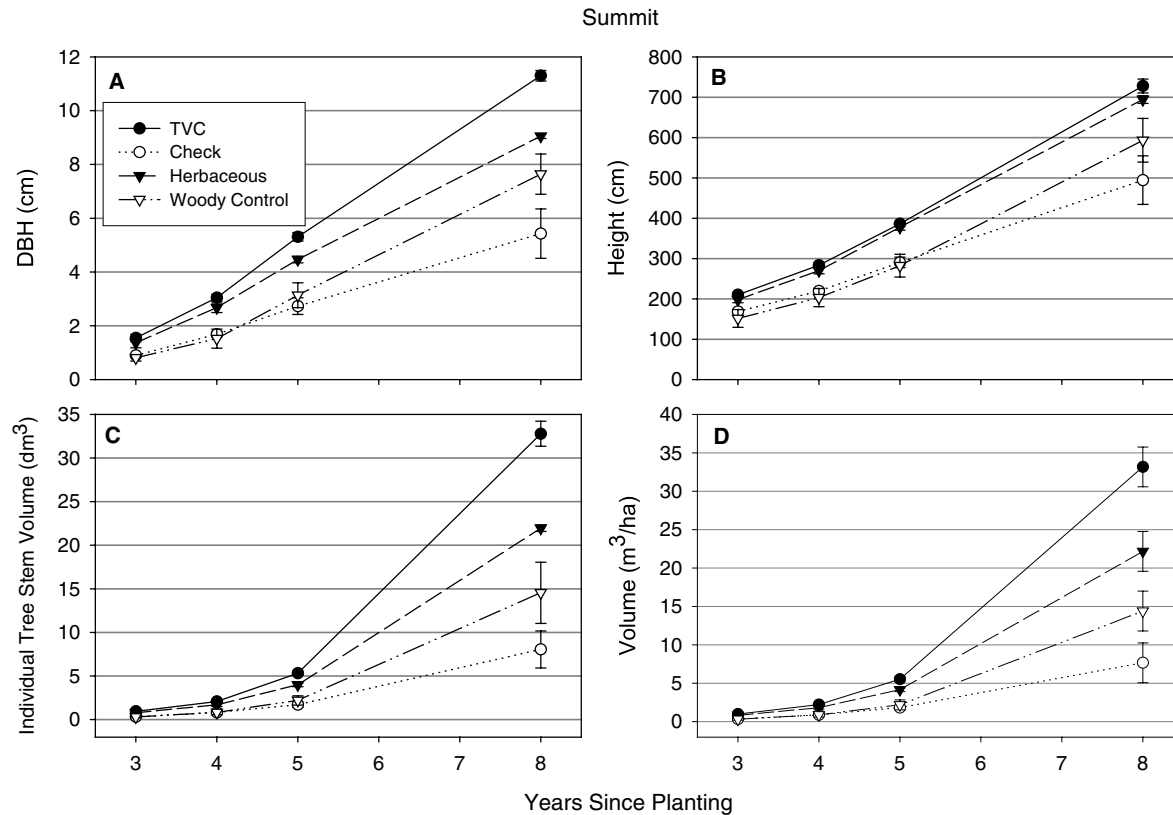 Summit
A
DBH (cm)
12
10
8
6
4
2
0
TVC
Check
Herbaceous
Woody Control
B
Height (cm)
800
700
600
500
400
300
200
100
0
C
Individual Tree Stem Volume (dm³)
35
30
25
20
15
10
5
0
3 4 5 6 7 8
D
Volume (m³/ha)
40
35
30
25
20
15
10
5
0
3 4 5 6 7 8
Years Since Planting